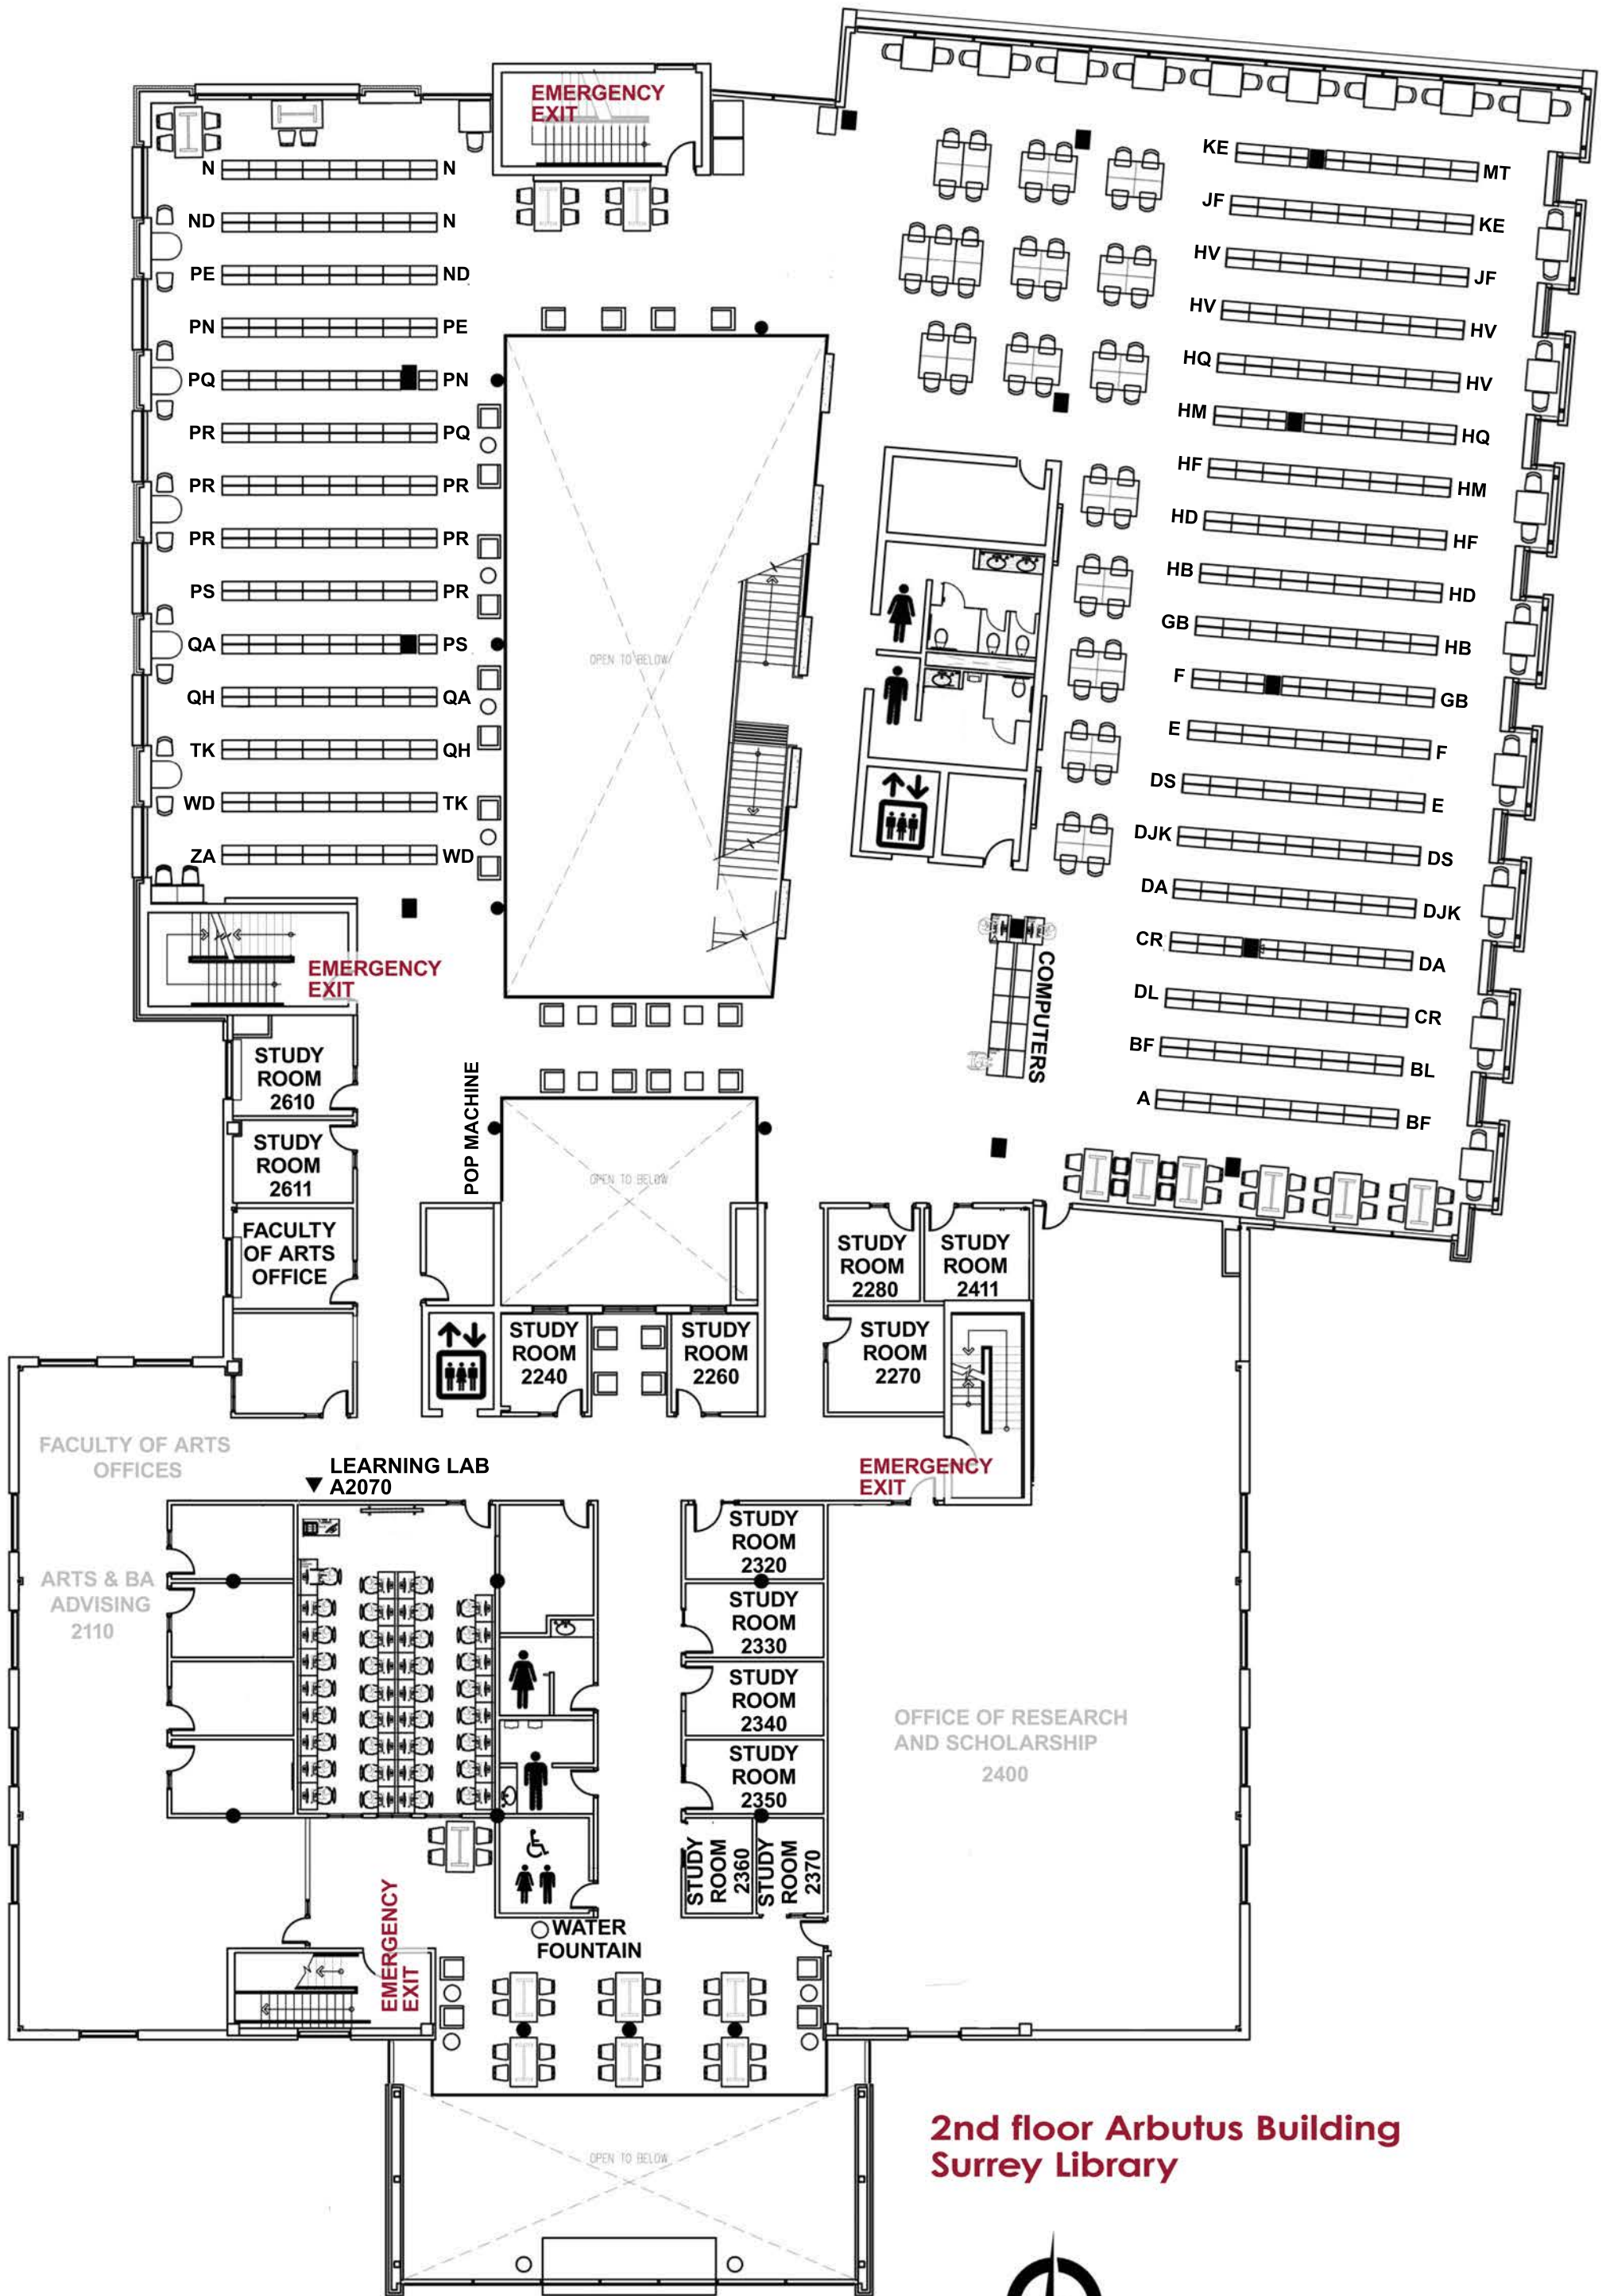 EMERGENCY
EXIT
N N
ND N
PE ND
PN PE
PQ PN
PR PQ
PR PR
PR PR
PS PR
QA PS
QH QA
TK QH
WD TK
ZA WD
KE MT
JF KE
HV JF
HV HV
HQ HV
HM HQ
HF HM
HD HF
HB HD
GB HB
F GB
E F
DS E
DJK DS
DA DJK
CR DA
DL CR
BF BL
A BF
OPEN TO BELOW
COMPUTERS
EMERGENCY
EXIT
STUDY
ROOM
2610
STUDY
ROOM
2611
FACULTY
OF ARTS
OFFICE
POP MACHINE
OPEN TO BELOW
STUDY
ROOM
2240
STUDY
ROOM
2260
STUDY
ROOM
2280
STUDY
ROOM
2411
STUDY
ROOM
2270
FACULTY OF ARTS
OFFICES
LEARNING LAB
A2070
EMERGENCY
EXIT
ARTS & BA
ADVISING
2110
STUDY
ROOM
2320
STUDY
ROOM
2330
STUDY
ROOM
2340
STUDY
ROOM
2350
STUDY
ROOM
2360
STUDY
ROOM
2370
OFFICE OF RESEARCH
AND SCHOLARSHIP
2400
EMERGENCY
EXIT
WATER
FOUNTAIN
OPEN TO BELOW
2nd floor Arbutus Building
Surrey Library